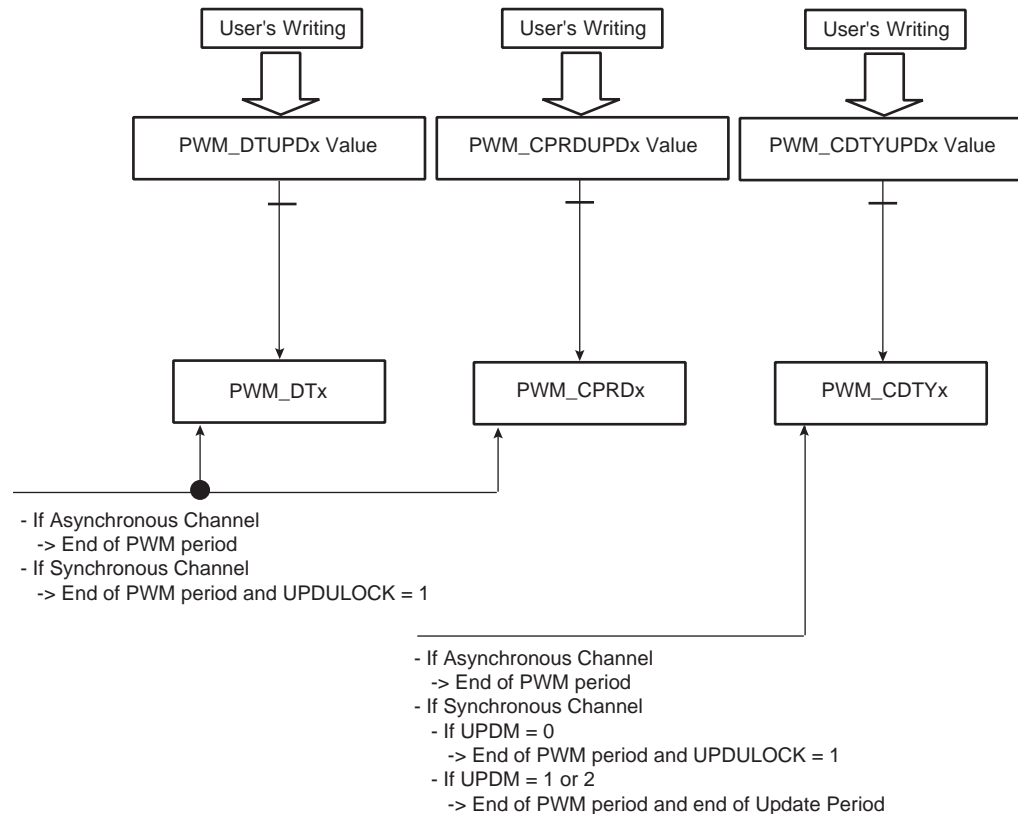 User's Writing
User's Writing
User's Writing
PWM_DTUPDx Value
PWM_CPRDUPDx Value
PWM_CDTYUPDx Value
PWM_DTx
PWM_CPRDx
PWM_CDTYx
- If Asynchronous Channel
-> End of PWM period
- If Synchronous Channel
-> End of PWM period and UPDULOCK = 1
- If Asynchronous Channel
-> End of PWM period
- If Synchronous Channel
- If UPDM = 0
-> End of PWM period and UPDULOCK = 1
- If UPDM = 1 or 2
-> End of PWM period and end of Update Period